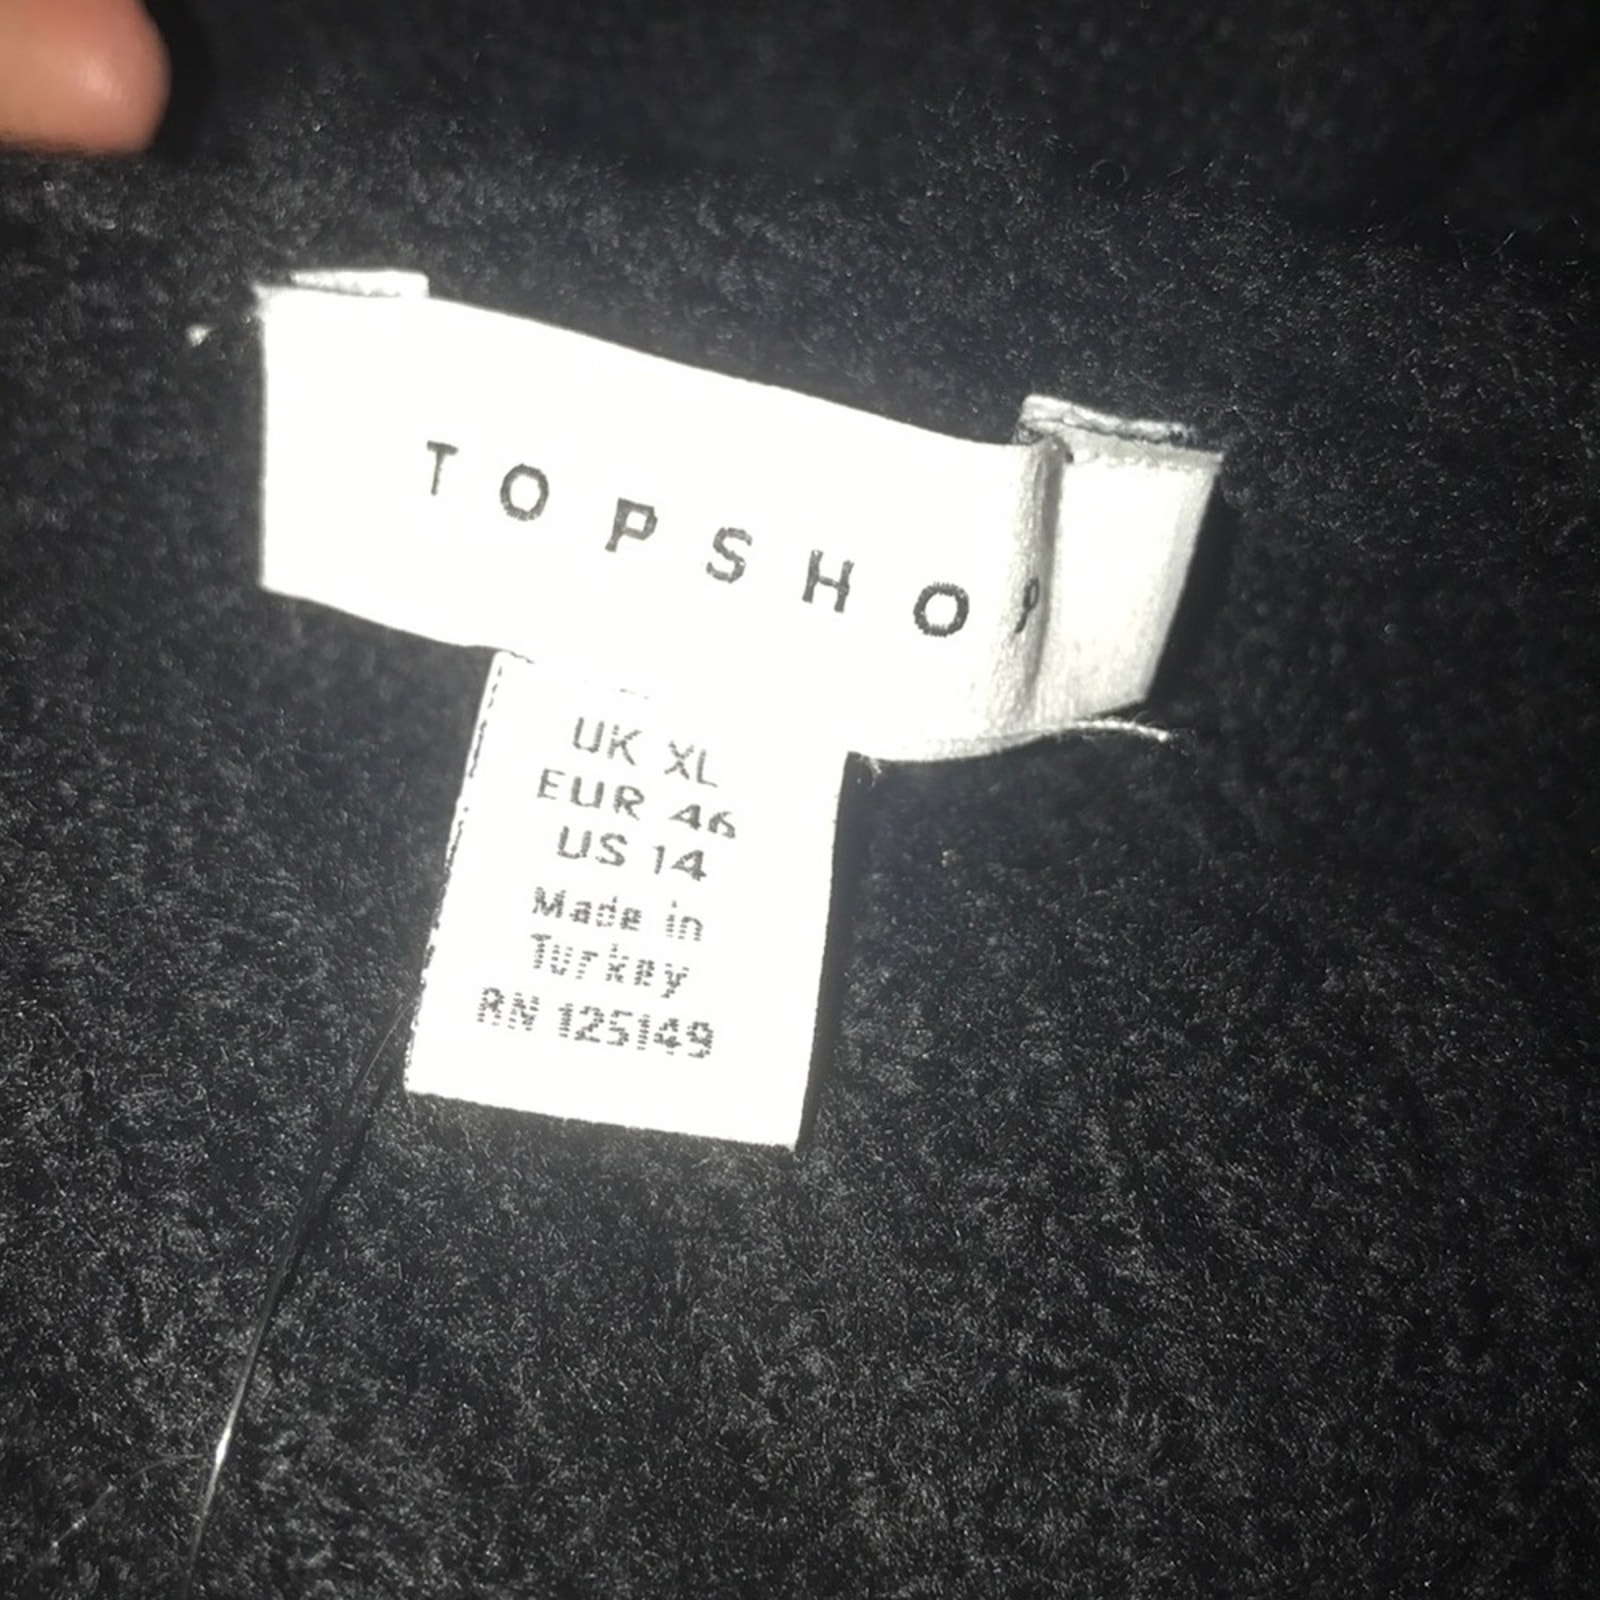 TOPSHOP
UK XL
EUR 46
US 14
Made in
Turkey
RN 125149